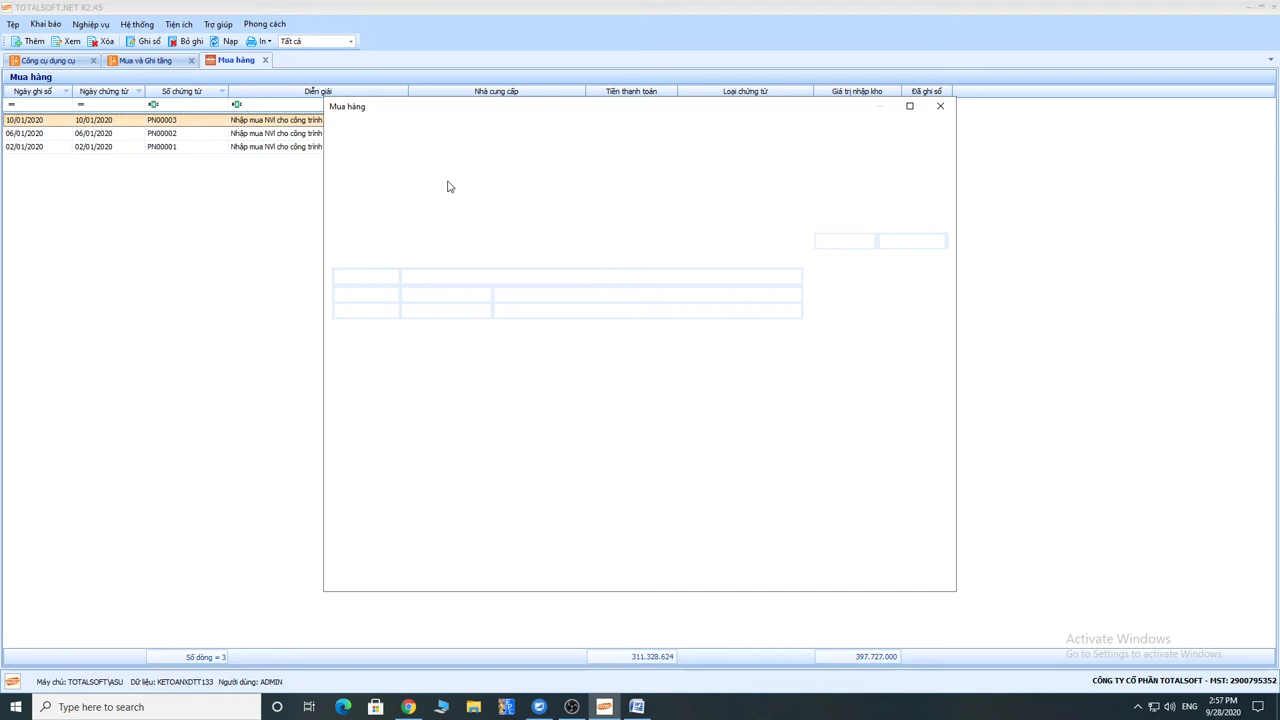 TOTALSOFT.NET R2.45
Tệp Khai báo Nghiệp vụ Hệ thống Tiện ích Trợ giúp Phong cách
Thêm Xem Xóa Ghi sổ Bỏ ghi Nạp In Tất cả
Công cụ dụng cụ Mua và Ghi tăng Mua hàng
Mua hàng
Ngày ghi sổ Ngày chứng từ Số chứng từ Diễn giải Nhà cung cấp Tiền thanh toán Loại chứng từ Giá trị nhập kho Đã ghi sổ
Mua hàng
10/01/2020 10/01/2020 PN00003 Nhập mua NVl cho công trình
06/01/2020 06/01/2020 PN00002 Nhập mua NVl cho công trình
02/01/2020 02/01/2020 PN00001 Nhập mua NVl cho công trình
Activate Windows
Go to Settings to activate Windows.
Số dòng = 3 311.328.624 397.727.000
Máy chủ: TOTALSOFT\ASU Dữ liệu: KETOANXDTT133 Người dùng: ADMIN CÔNG TY CỔ PHẦN TOTALSOFT - MST: 2900795352
Type here to search ENG 2:57 PM
9/28/2020